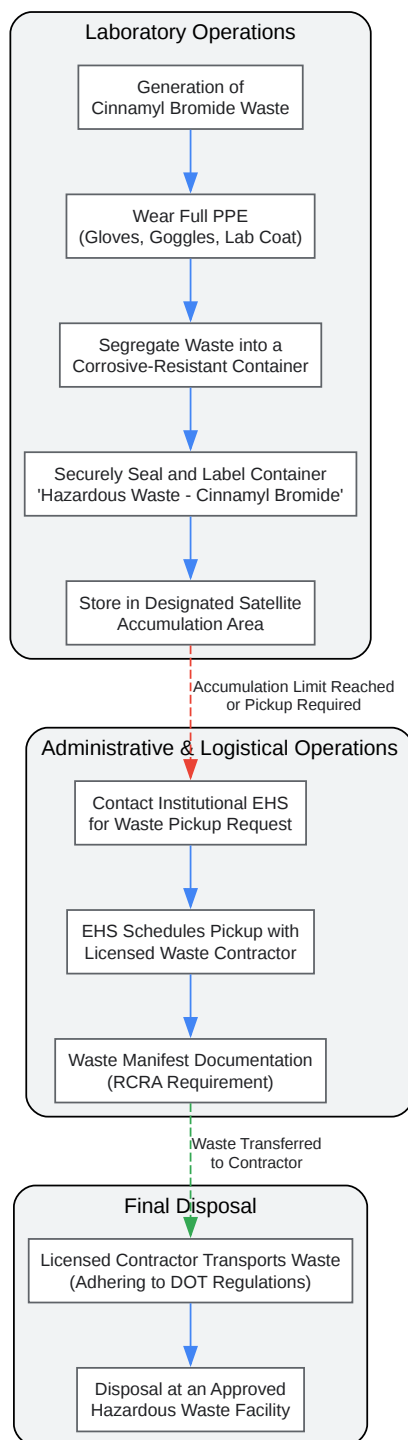 Laboratory Operations
Generation of
Cinnamyl Bromide Waste
Wear Full PPE
(Gloves, Goggles, Lab Coat)
Segregate Waste into a
Corrosive-Resistant Container
Securely Seal and Label Container
'Hazardous Waste - Cinnamyl Bromide'
Store in Designated Satellite
Accumulation Area
Accumulation Limit Reached
or Pickup Required
Administrative & Logistical Operations
Contact Institutional EHS
for Waste Pickup Request
EHS Schedules Pickup with
Licensed Waste Contractor
Waste Manifest Documentation
(RCRA Requirement)
Waste Transferred
to Contractor
Final Disposal
Licensed Contractor Transports Waste
(Adhering to DOT Regulations)
Disposal at an Approved
Hazardous Waste Facility